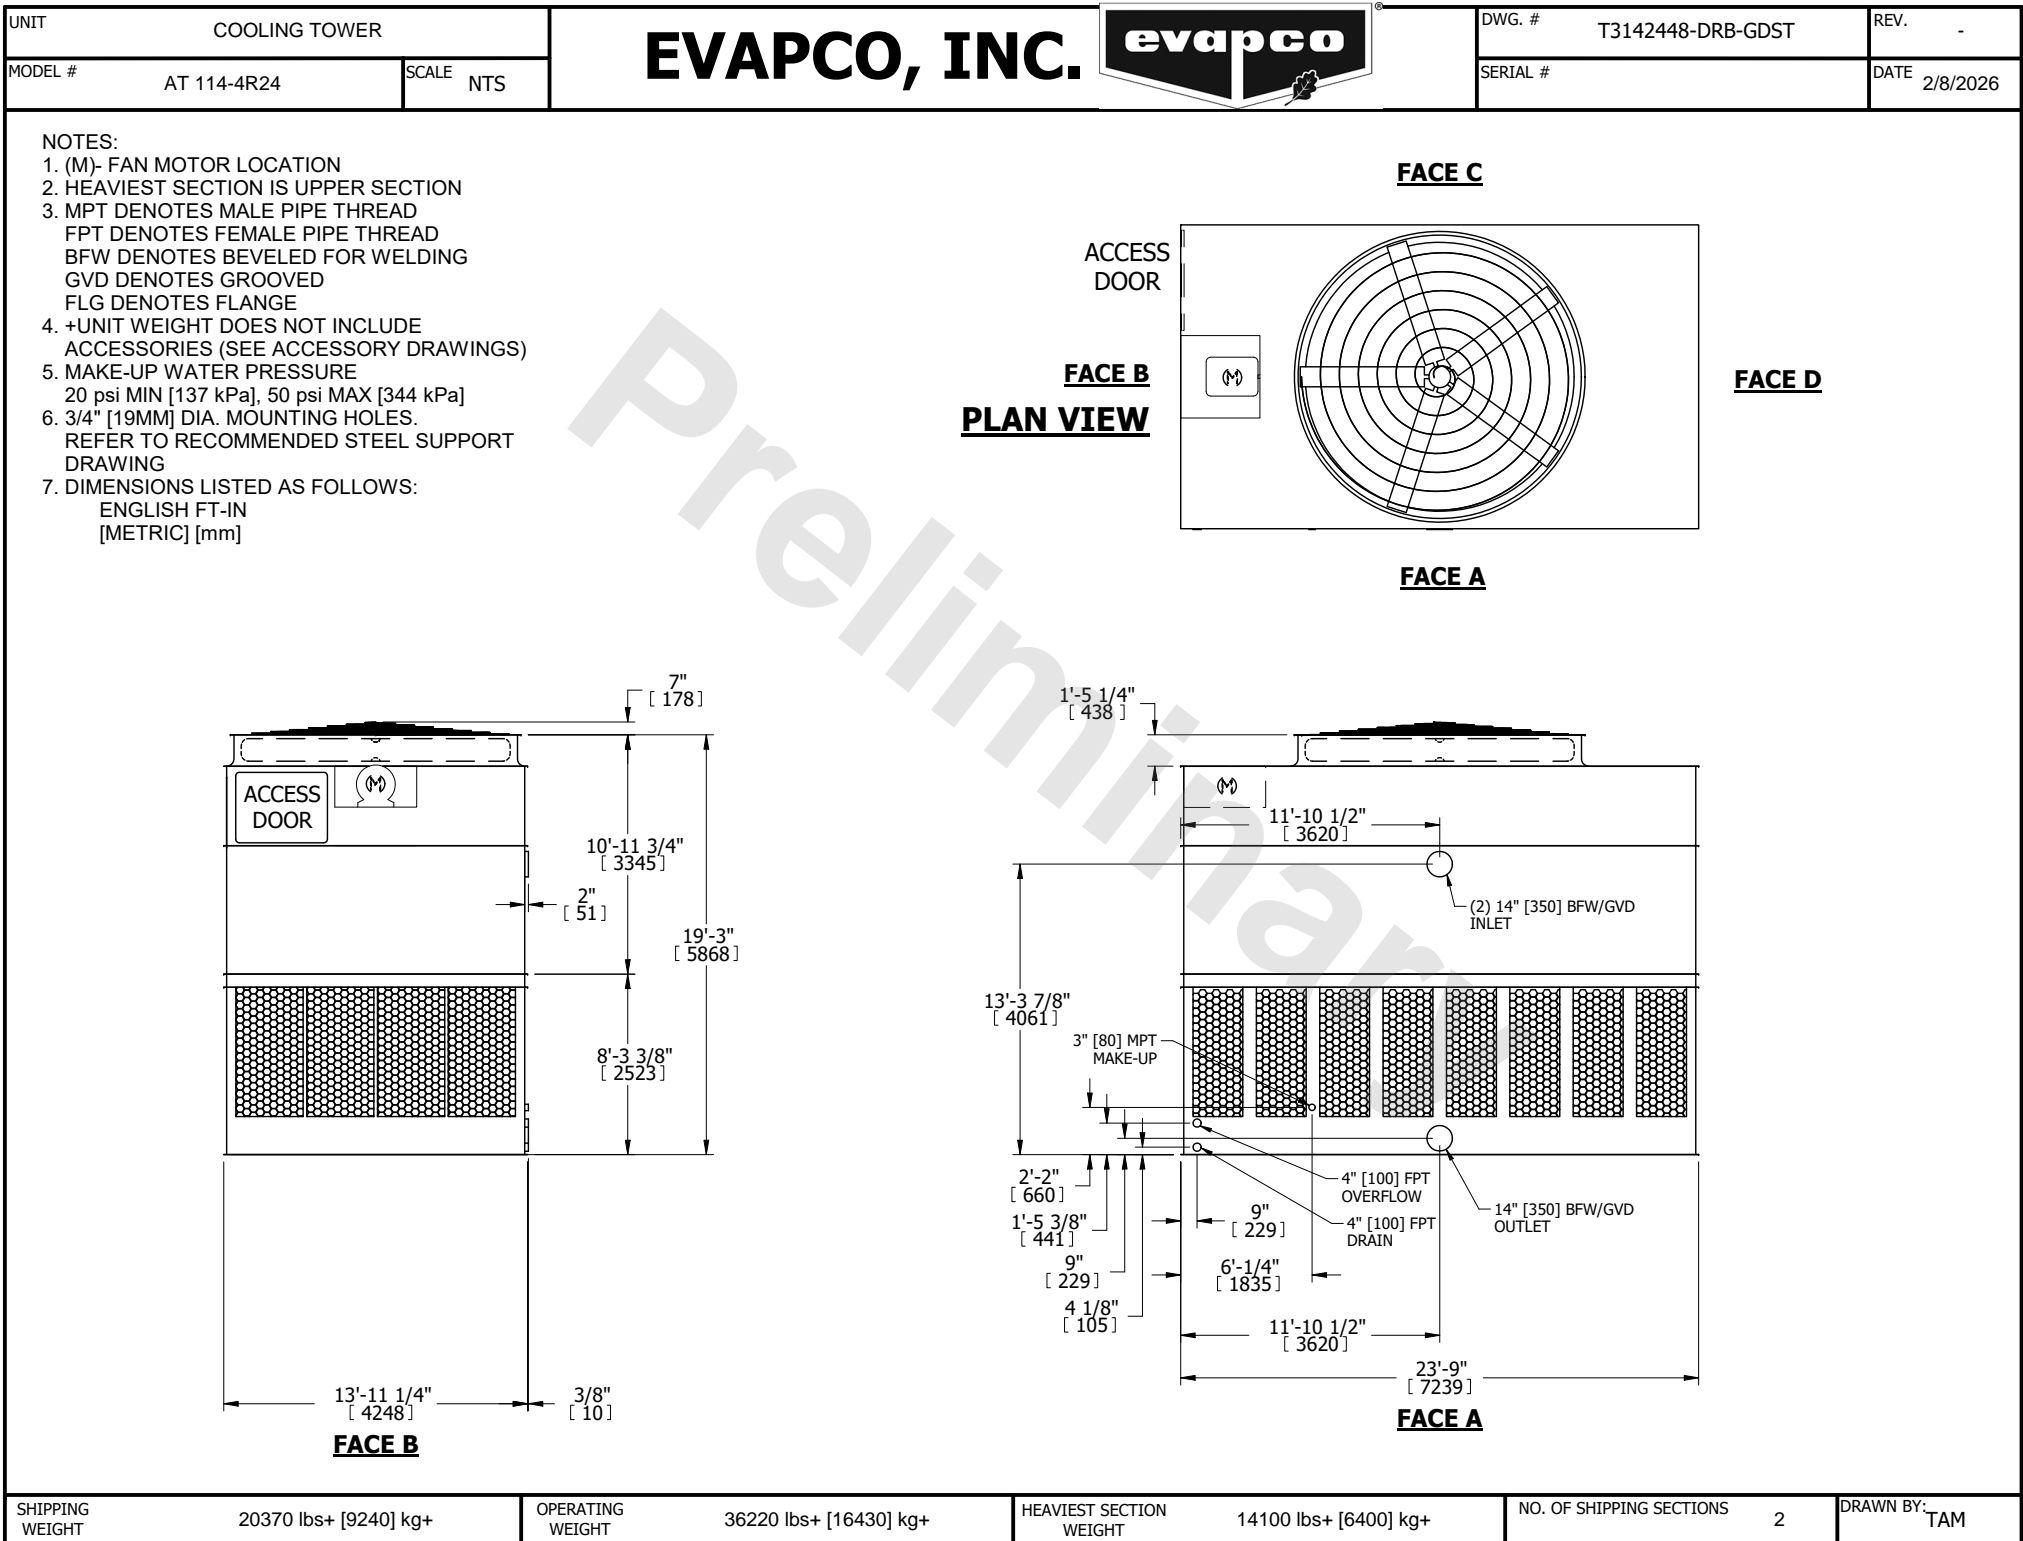 UNIT
COOLING TOWER
MODEL #
AT 114-4R24
SCALE
NTS
EVAPCO, INC.
evapco
®
DWG. #
T3142448-DRB-GDST
REV.
-
SERIAL #
DATE
2/8/2026
NOTES:
1. (M)- FAN MOTOR LOCATION
2. HEAVIEST SECTION IS UPPER SECTION
3. MPT DENOTES MALE PIPE THREAD
FPT DENOTES FEMALE PIPE THREAD
BFW DENOTES BEVELED FOR WELDING
GVD DENOTES GROOVED
FLG DENOTES FLANGE
4. +UNIT WEIGHT DOES NOT INCLUDE
ACCESSORIES (SEE ACCESSORY DRAWINGS)
5. MAKE-UP WATER PRESSURE
20 psi MIN [137 kPa], 50 psi MAX [344 kPa]
6. 3/4" [19MM] DIA. MOUNTING HOLES.
REFER TO RECOMMENDED STEEL SUPPORT
DRAWING
7. DIMENSIONS LISTED AS FOLLOWS:
ENGLISH FT-IN
[METRIC] [mm]
FACE C
ACCESS
DOOR
FACE B
(M)
PLAN VIEW
FACE D
FACE A
Preliminary
7"
[ 178 ]
ACCESS
DOOR
(M)
10'-11 3/4"
[ 3345 ]
2"
[ 51 ]
19'-3"
[ 5868 ]
8'-3 3/8"
[ 2523 ]
13'-11 1/4"
[ 4248 ]
3/8"
[ 10 ]
FACE B
1'-5 1/4"
[ 438 ]
(M)
11'-10 1/2"
[ 3620 ]
(2) 14" [350] BFW/GVD
INLET
13'-3 7/8"
[ 4061 ]
3" [80] MPT
MAKE-UP
2'-2"
[ 660 ]
1'-5 3/8"
[ 441 ]
9"
[ 229 ]
4 1/8"
[ 105 ]
4" [100] FPT
OVERFLOW
9"
[ 229 ]
4" [100] FPT
DRAIN
14" [350] BFW/GVD
OUTLET
6'-1/4"
[ 1835 ]
11'-10 1/2"
[ 3620 ]
23'-9"
[ 7239 ]
FACE A
SHIPPING
WEIGHT
20370 lbs+ [9240] kg+
OPERATING
WEIGHT
36220 lbs+ [16430] kg+
HEAVIEST SECTION
WEIGHT
14100 lbs+ [6400] kg+
NO. OF SHIPPING SECTIONS
2
DRAWN BY:
TAM